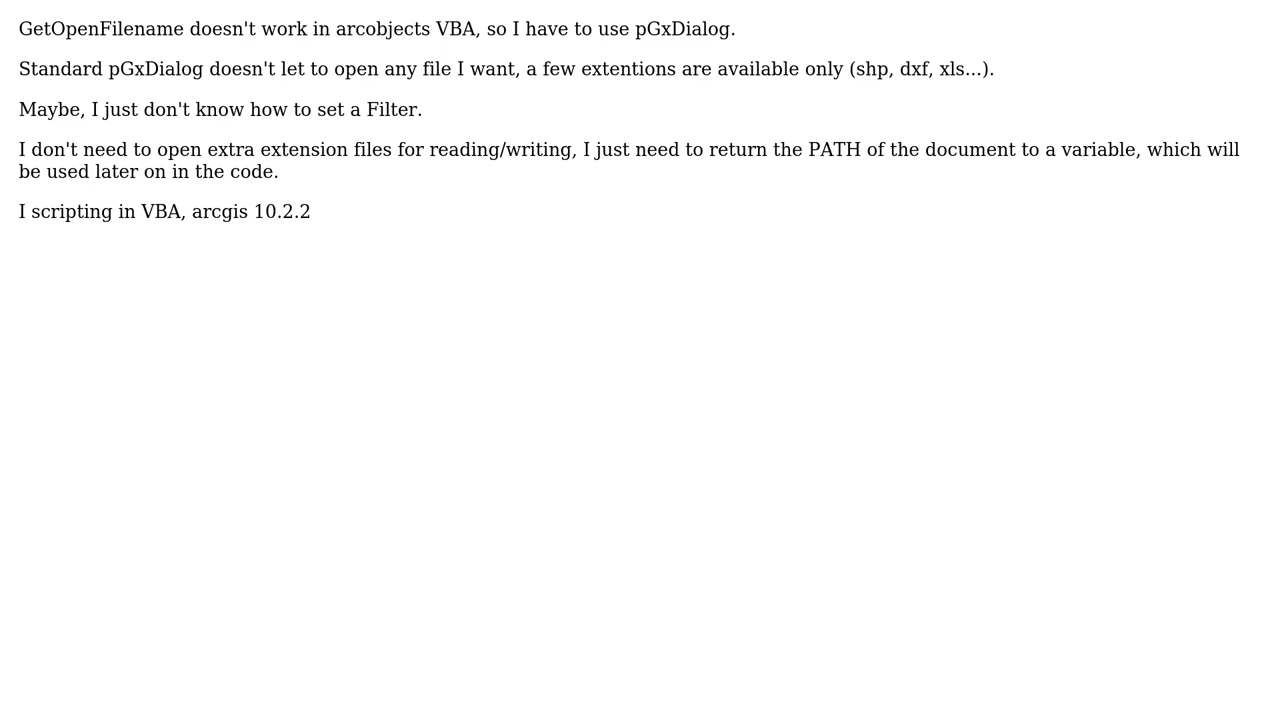 GetOpenFilename doesn't work in arcobjects VBA, so I have to use pGxDialog.
Standard pGxDialog doesn't let to open any file I want, a few extentions are available only (shp, dxf, xls...).
Maybe, I just don't know how to set a Filter.
I don't need to open extra extension files for reading/writing, I just need to return the PATH of the document to a variable, which will
be used later on in the code.
I scripting in VBA, arcgis 10.2.2